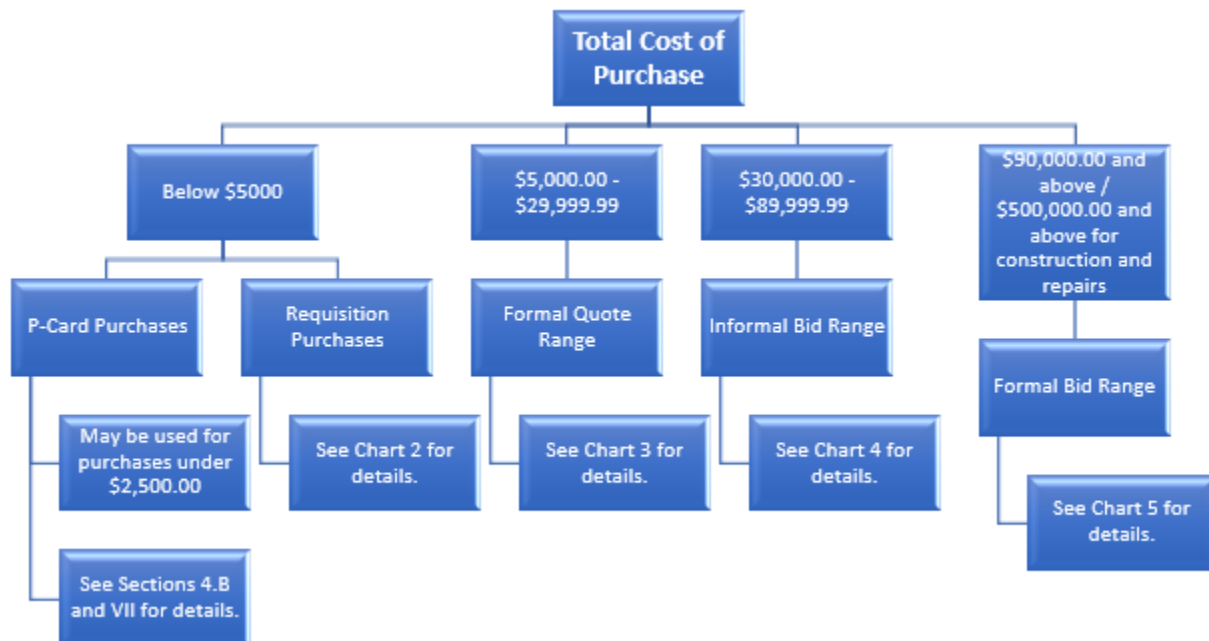 Total Cost of
Purchase
Below $5000
$5,000.00 -
$29,999.99
$30,000.00 -
$89,999.99
$90,000.00 and
above /
$500,000.00 and
above for
construction and
repairs
P-Card Purchases
Requisition
Purchases
Formal Quote
Range
Informal Bid Range
Formal Bid Range
May be used for
purchases under
$2,500.00
See Chart 2 for
details.
See Chart 3 for
details.
See Chart 4 for
details.
See Chart 5 for
details.
See Sections 4.B
and VII for details.